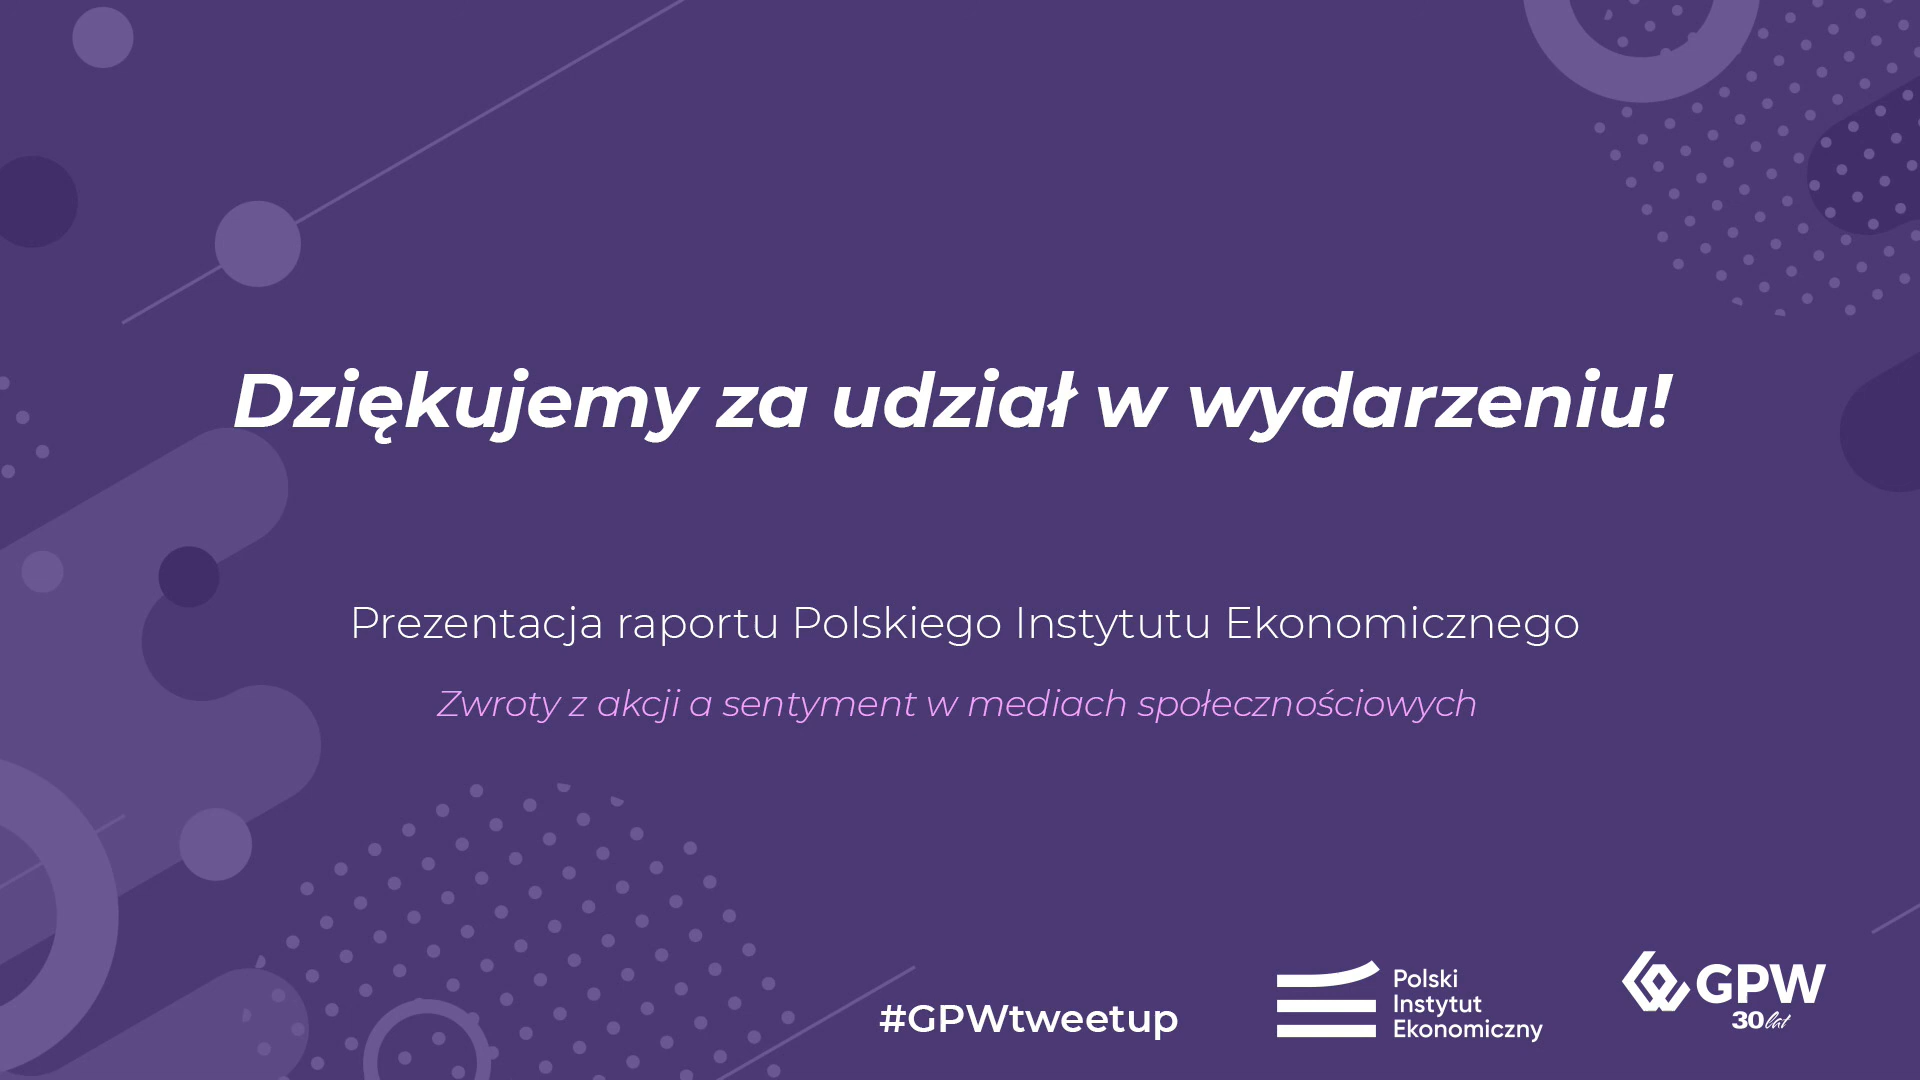 Dziękujemy za udział w wydarzeniu!
Prezentacja raportu Polskiego Instytutu Ekonomicznego
Zwroty z akcji a sentyment w mediach społecznościowych
#GPWtweetup
Polski
Instytut
Ekonomiczny
GPW
30 lat